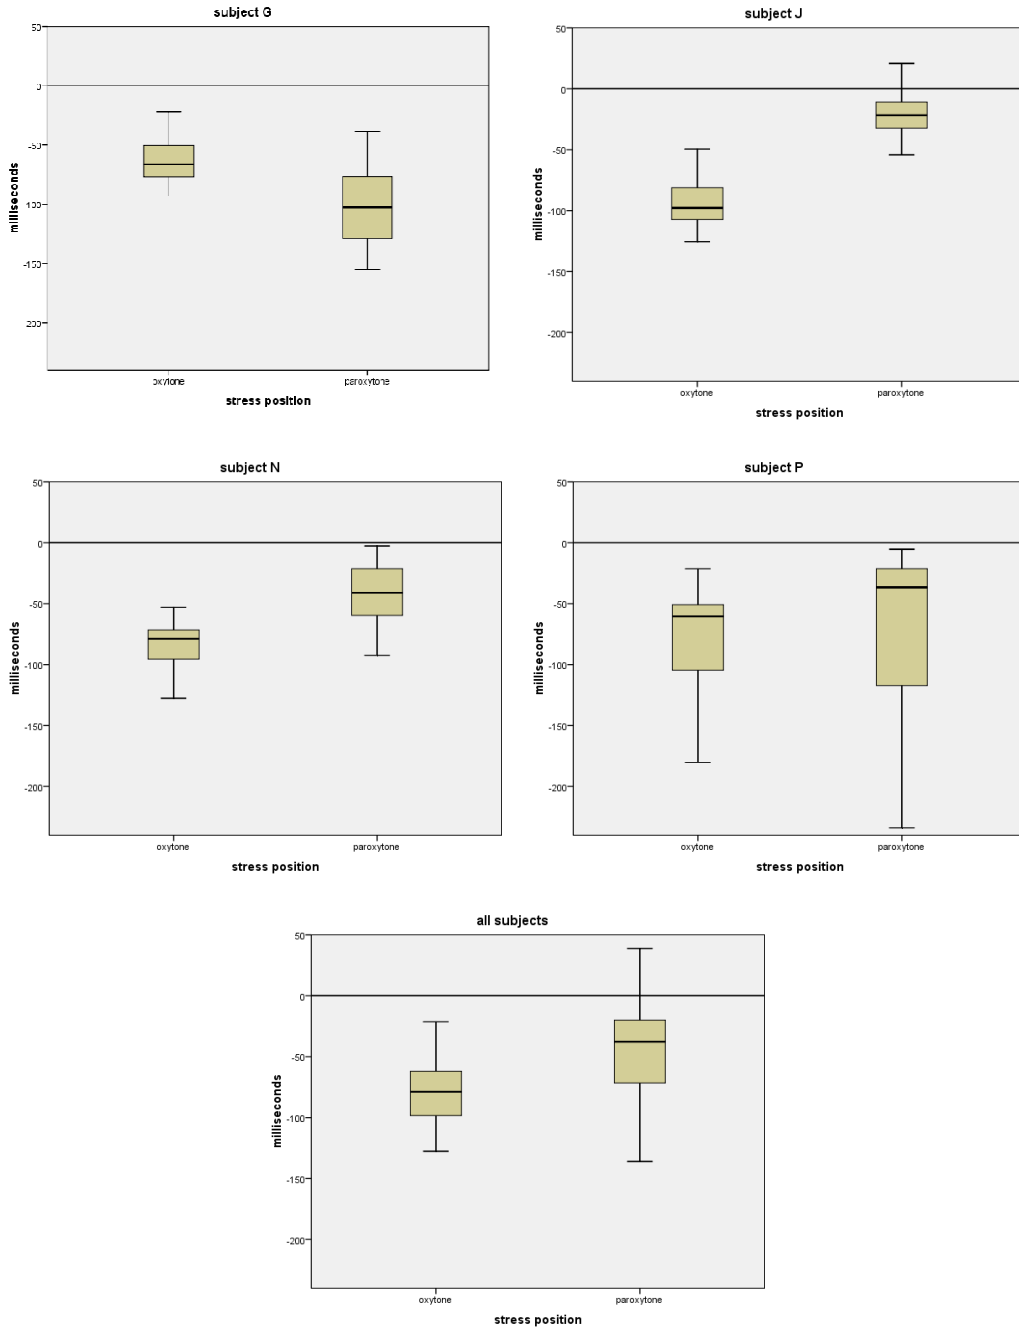 subject G
50
0
-50
-100
-150
-200
milliseconds
oxytone
paroxytone
stress position
subject J
50
0
-50
-100
-150
-200
milliseconds
oxytone
paroxytone
stress position
subject N
50
0
-50
-100
-150
-200
milliseconds
oxytone
paroxytone
stress position
subject P
50
0
-50
-100
-150
-200
milliseconds
oxytone
paroxytone
stress position
all subjects
50
0
-50
-100
-150
-200
milliseconds
oxytone
paroxytone
stress position